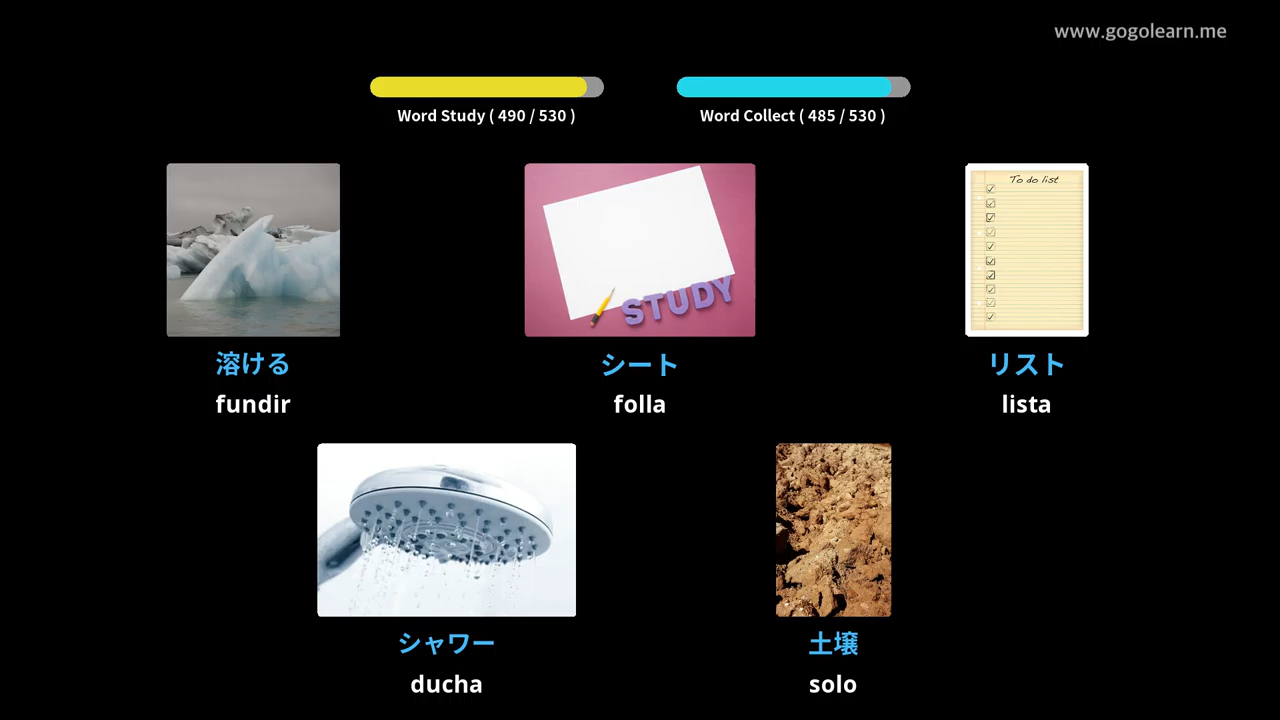 www.gogolearn.me
Word Study ( 490 / 530 )
Word Collect ( 485 / 530 )
To do list
STUDY
溶ける
fundir
シート
folla
リスト
lista
シャワー
ducha
土壌
solo